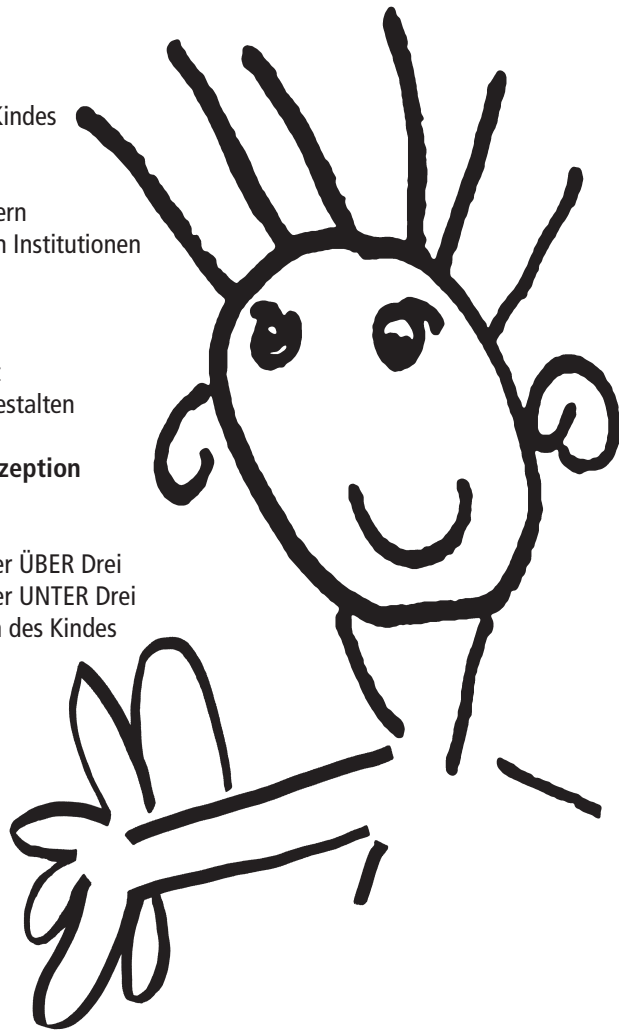 Kindes
ern
n Institutionen
estalten
zeption
er ÜBER Drei
er UNTER Drei
n des Kindes